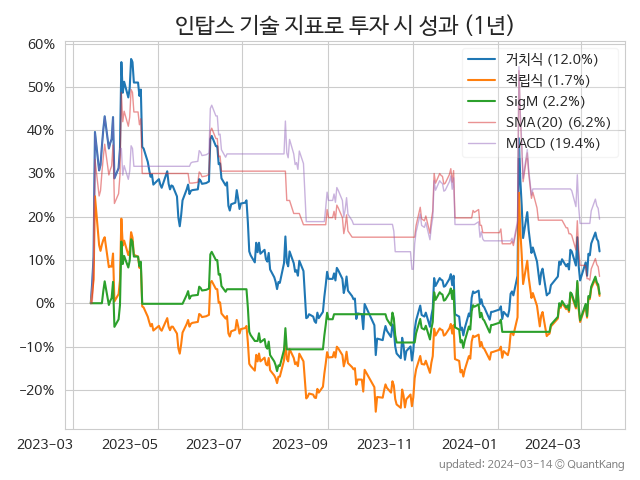 인탑스 기술 지표로 투자 시 성과 (1년)
거치식 (12.0%)
적립식 (1.7%)
SigM (2.2%)
SMA(20) (6.2%)
MACD (19.4%)
60%
50%
40%
30%
20%
10%
0%
−10%
−20%
2023-03 2023-05 2023-07 2023-09 2023-11 2024-01 2024-03
updated: 2024-03-14 ⓒ QuantKang